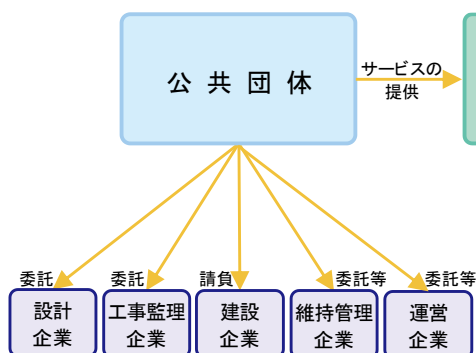 公共団体
サービスの
提供
委託
委託
請負
委託等
委託等
設計
企業
工事監理
企業
建設
企業
維持管理
企業
運営
企業